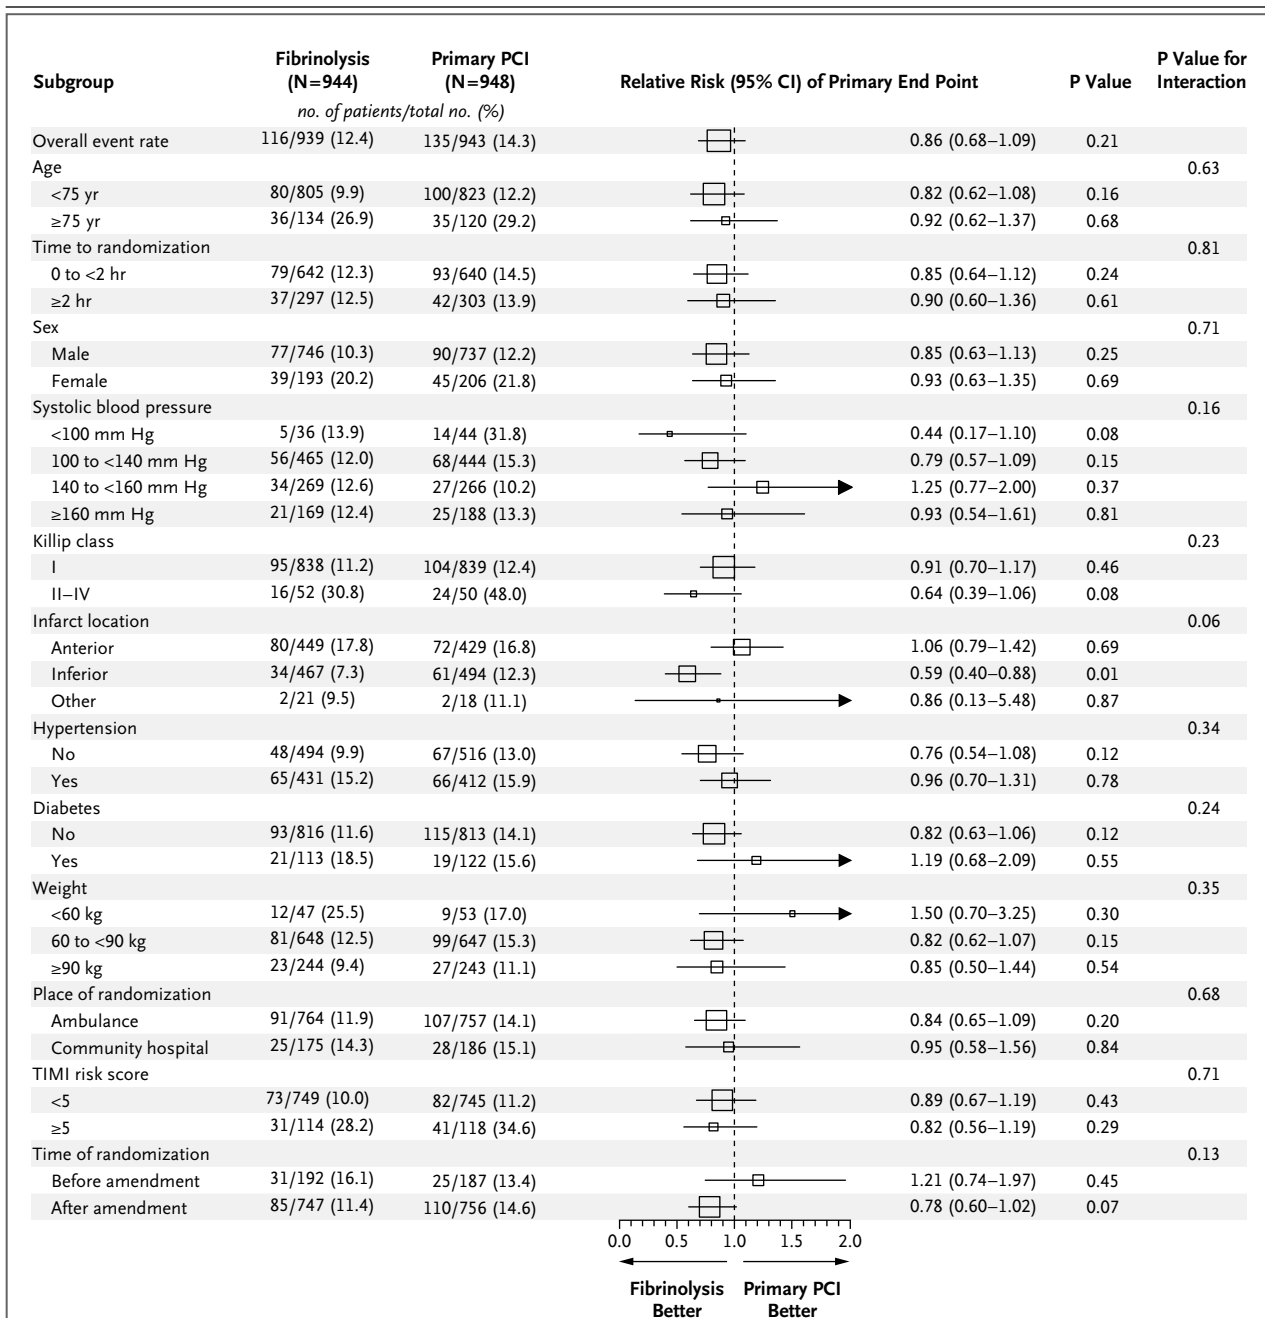 Subgroup Fibrinolysis (N=944) Primary PCI (N=948) Relative Risk (95% CI) of Primary End Point P Value P Value for Interaction
no. of patients/total no. (%)
Overall event rate 116/939 (12.4) 135/943 (14.3) 0.86 (0.68–1.09) 0.21
Age 0.63
<75 yr 80/805 (9.9) 100/823 (12.2) 0.82 (0.62–1.08) 0.16
≥75 yr 36/134 (26.9) 35/120 (29.2) 0.92 (0.62–1.37) 0.68
Time to randomization 0.81
0 to <2 hr 79/642 (12.3) 93/640 (14.5) 0.85 (0.64–1.12) 0.24
≥2 hr 37/297 (12.5) 42/303 (13.9) 0.90 (0.60–1.36) 0.61
Sex 0.71
Male 77/746 (10.3) 90/737 (12.2) 0.85 (0.63–1.13) 0.25
Female 39/193 (20.2) 45/206 (21.8) 0.93 (0.63–1.35) 0.69
Systolic blood pressure 0.16
<100 mm Hg 5/36 (13.9) 14/44 (31.8) 0.44 (0.17–1.10) 0.08
100 to <140 mm Hg 56/465 (12.0) 68/444 (15.3) 0.79 (0.57–1.09) 0.15
140 to <160 mm Hg 34/269 (12.6) 27/266 (10.2) 1.25 (0.77–2.00) 0.37
≥160 mm Hg 21/169 (12.4) 25/188 (13.3) 0.93 (0.54–1.61) 0.81
Killip class 0.23
I 95/838 (11.2) 104/839 (12.4) 0.91 (0.70–1.17) 0.46
II–IV 16/52 (30.8) 24/50 (48.0) 0.64 (0.39–1.06) 0.08
Infarct location 0.06
Anterior 80/449 (17.8) 72/429 (16.8) 1.06 (0.79–1.42) 0.69
Inferior 34/467 (7.3) 61/494 (12.3) 0.59 (0.40–0.88) 0.01
Other 2/21 (9.5) 2/18 (11.1) 0.86 (0.13–5.48) 0.87
Hypertension 0.34
No 48/494 (9.9) 67/516 (13.0) 0.76 (0.54–1.08) 0.12
Yes 65/431 (15.2) 66/412 (15.9) 0.96 (0.70–1.31) 0.78
Diabetes 0.24
No 93/816 (11.6) 115/813 (14.1) 0.82 (0.63–1.06) 0.12
Yes 21/113 (18.5) 19/122 (15.6) 1.19 (0.68–2.09) 0.55
Weight 0.35
<60 kg 12/47 (25.5) 9/53 (17.0) 1.50 (0.70–3.25) 0.30
60 to <90 kg 81/648 (12.5) 99/647 (15.3) 0.82 (0.62–1.07) 0.15
≥90 kg 23/244 (9.4) 27/243 (11.1) 0.85 (0.50–1.44) 0.54
Place of randomization 0.68
Ambulance 91/764 (11.9) 107/757 (14.1) 0.84 (0.65–1.09) 0.20
Community hospital 25/175 (14.3) 28/186 (15.1) 0.95 (0.58–1.56) 0.84
TIMI risk score 0.71
<5 73/749 (10.0) 82/745 (11.2) 0.89 (0.67–1.19) 0.43
≥5 31/114 (28.2) 41/118 (34.6) 0.82 (0.56–1.19) 0.29
Time of randomization 0.13
Before amendment 31/192 (16.1) 25/187 (13.4) 1.21 (0.74–1.97) 0.45
After amendment 85/747 (11.4) 110/756 (14.6) 0.78 (0.60–1.02) 0.07
0.0 0.5 1.0 1.5 2.0
Fibrinolysis Better Primary PCI Better